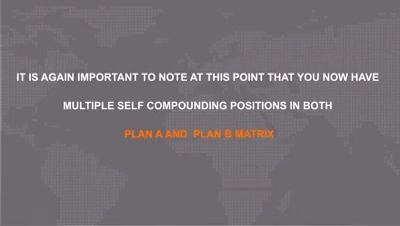 IT IS AGAIN IMPORTANT TO NOTE AT THIS POINT THAT YOU NOW HAVE
MULTIPLE SELF COMPOUNDING POSITIONS IN BOTH
PLAN A AND PLAN B MATRIX